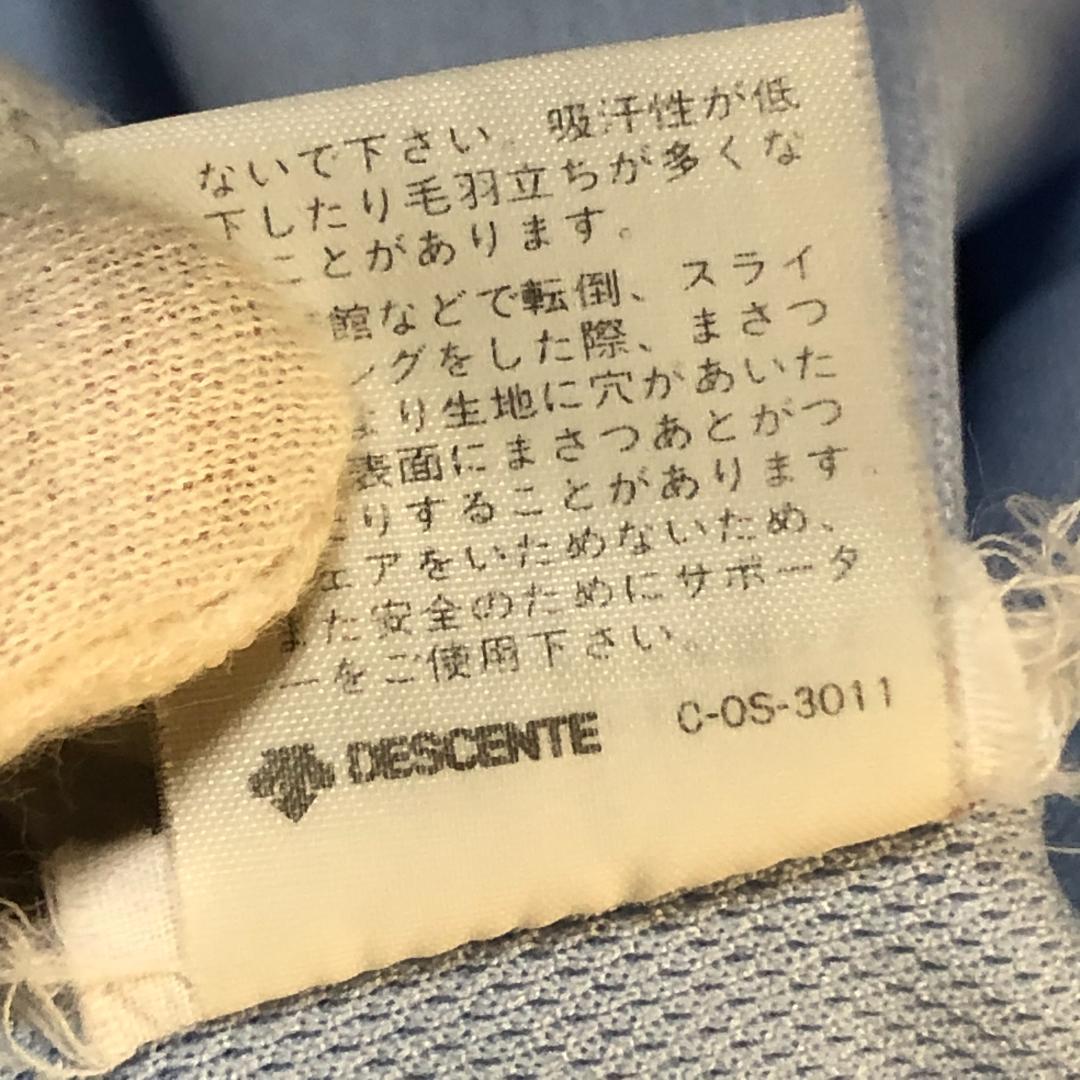 ないで下さい。吸汗性が低
下したり毛羽立ちが多くな
ことがあります。
館などで転倒、スライ
ングをした際、まさつ
より生地に穴があいた
表面にまさつあとがつ
たりすることがあります.
ェアをいためないため、
また安全のためにサポータ
ーをご使用下さい。
DESCENTE C-OS-3011